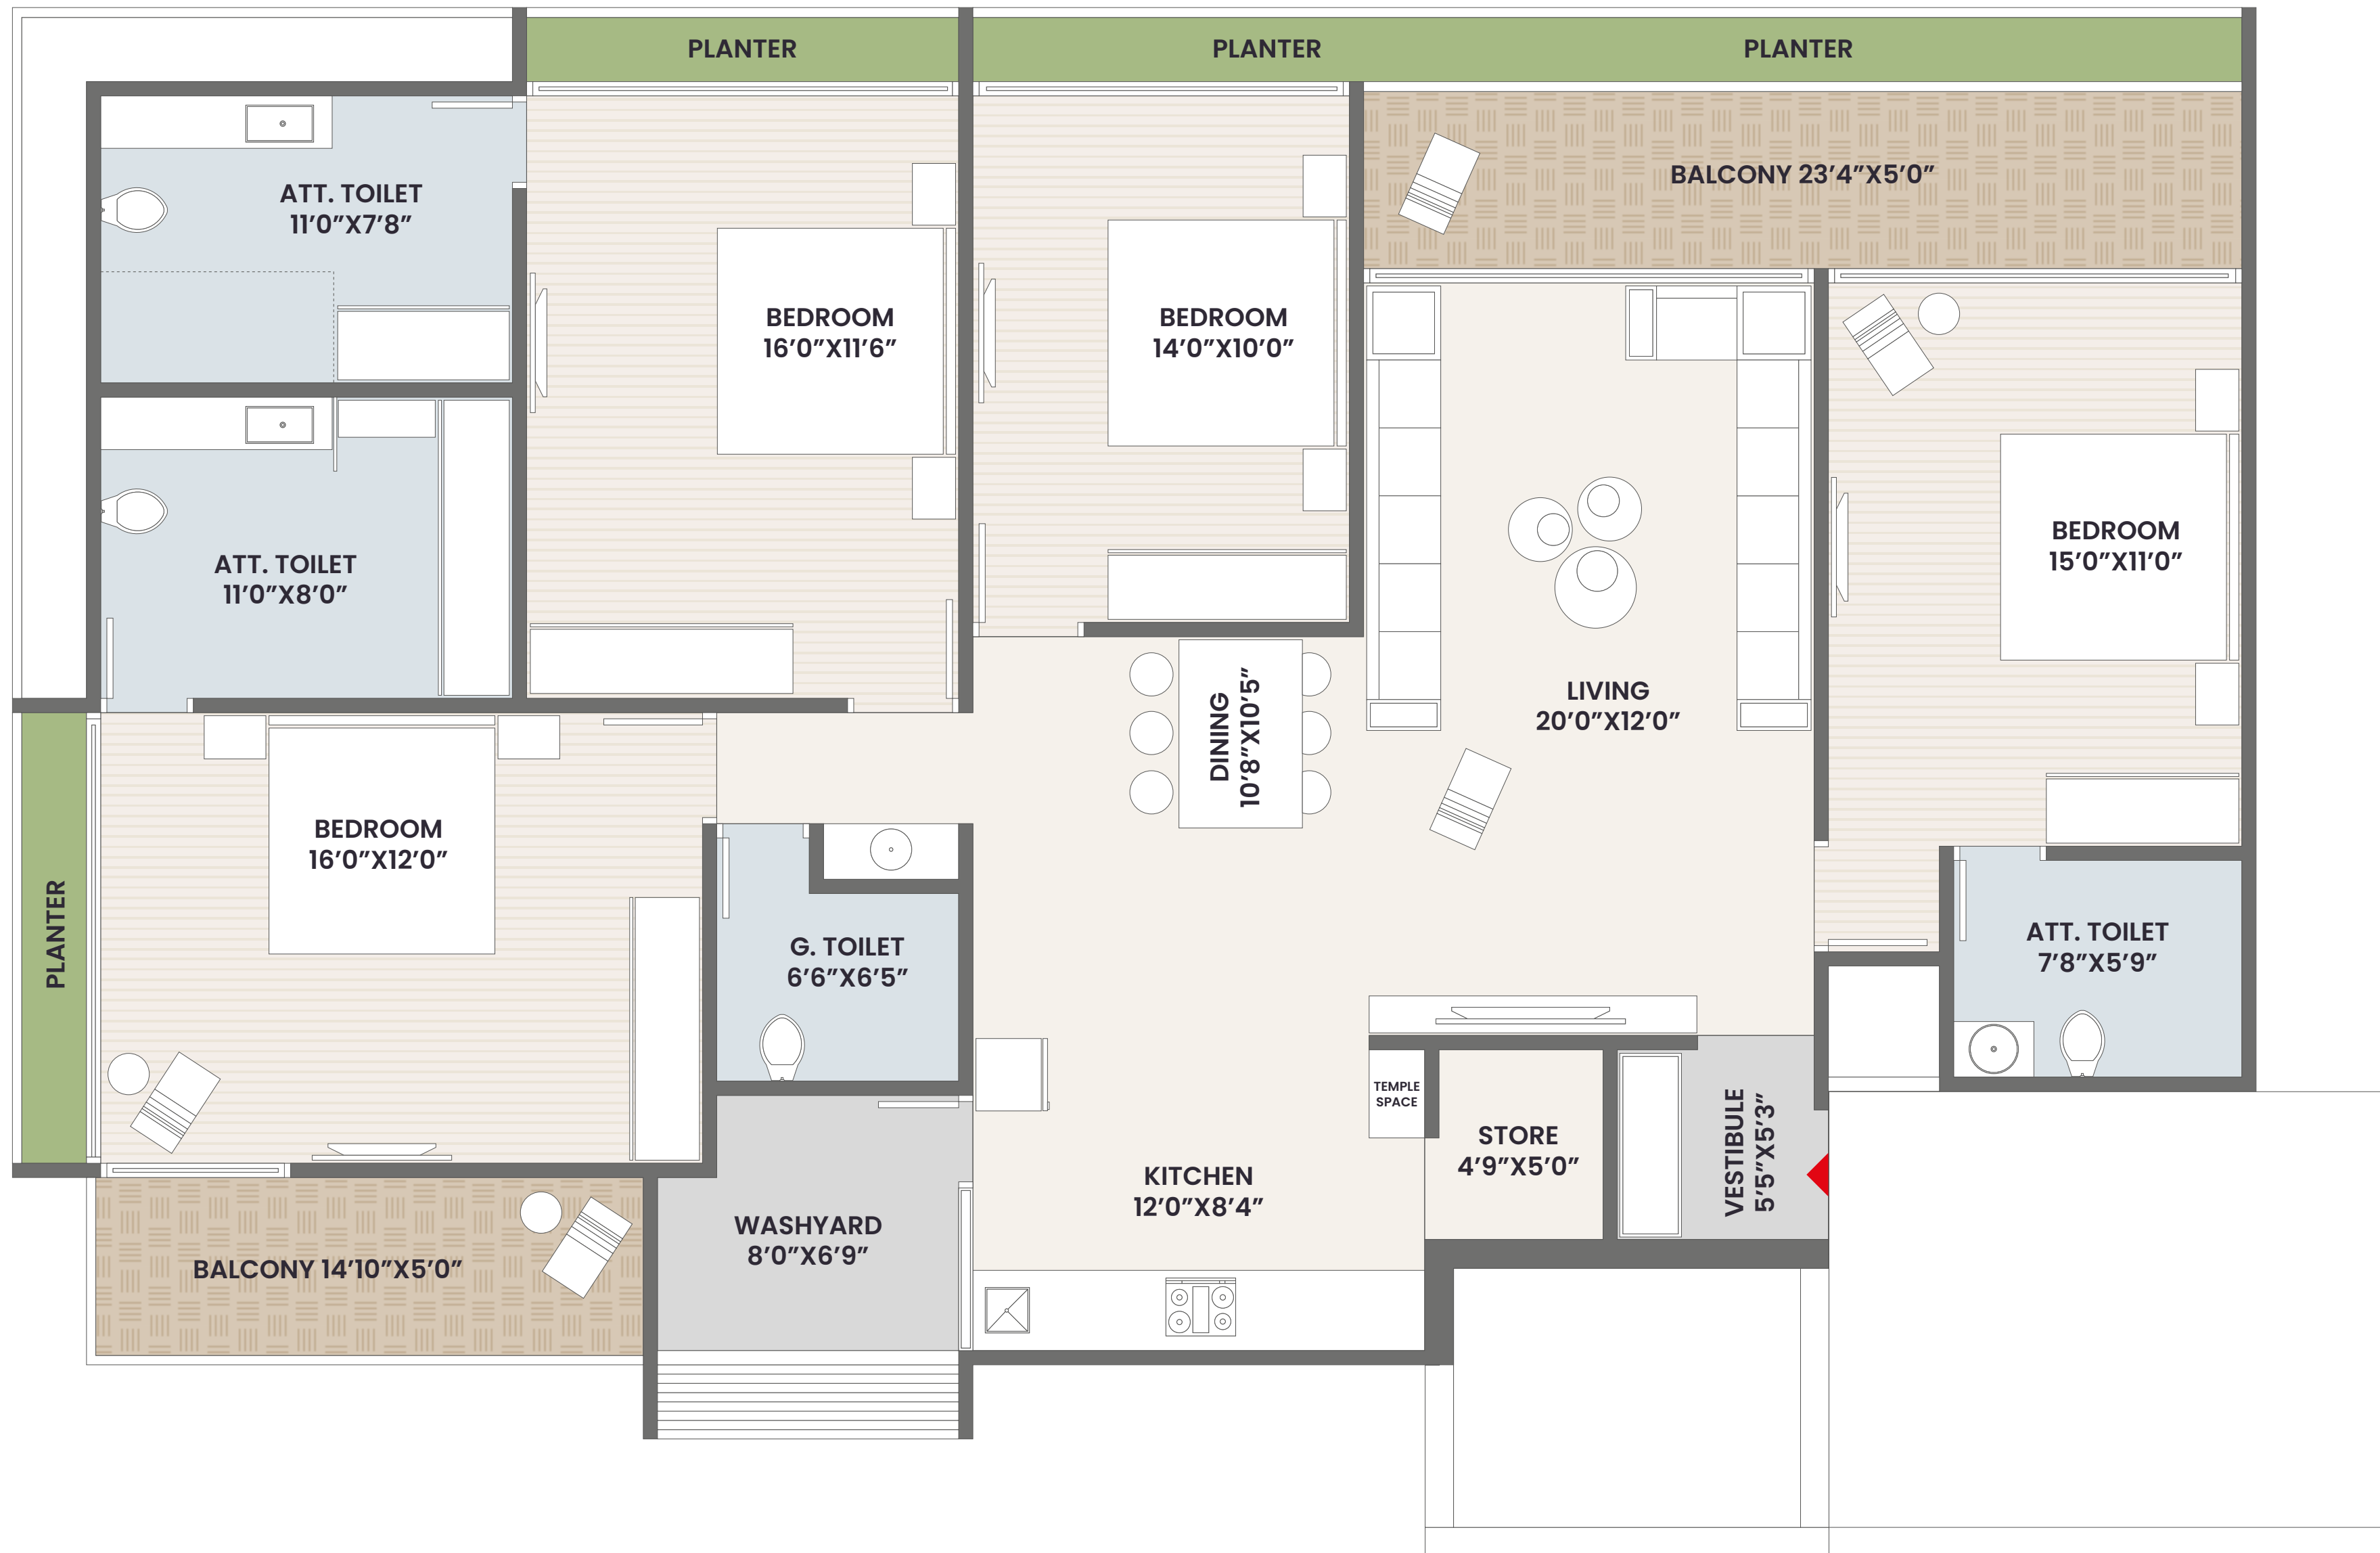 PLANTER
PLANTER
PLANTER
BALCONY 23’4”X5’0”
ATT. TOILET
11’0”X7’8”
BEDROOM
16’0”X11’6”
BEDROOM
14’0”X10’0”
BEDROOM
15’0”X11’0”
ATT. TOILET
11’0”X8’0”
LIVING
20’0”X12’0”
DINING
10’8”X10’5”
BEDROOM
16’0”X12’0”
PLANTER
G. TOILET
6’6”X6’5”
ATT. TOILET
7’8”X5’9”
TEMPLE
SPACE
STORE
4’9”X5’0”
VESTIBULE
5’5”X5’3”
KITCHEN
12’0”X8’4”
WASHYARD
8’0”X6’9”
BALCONY 14’10”X5’0”